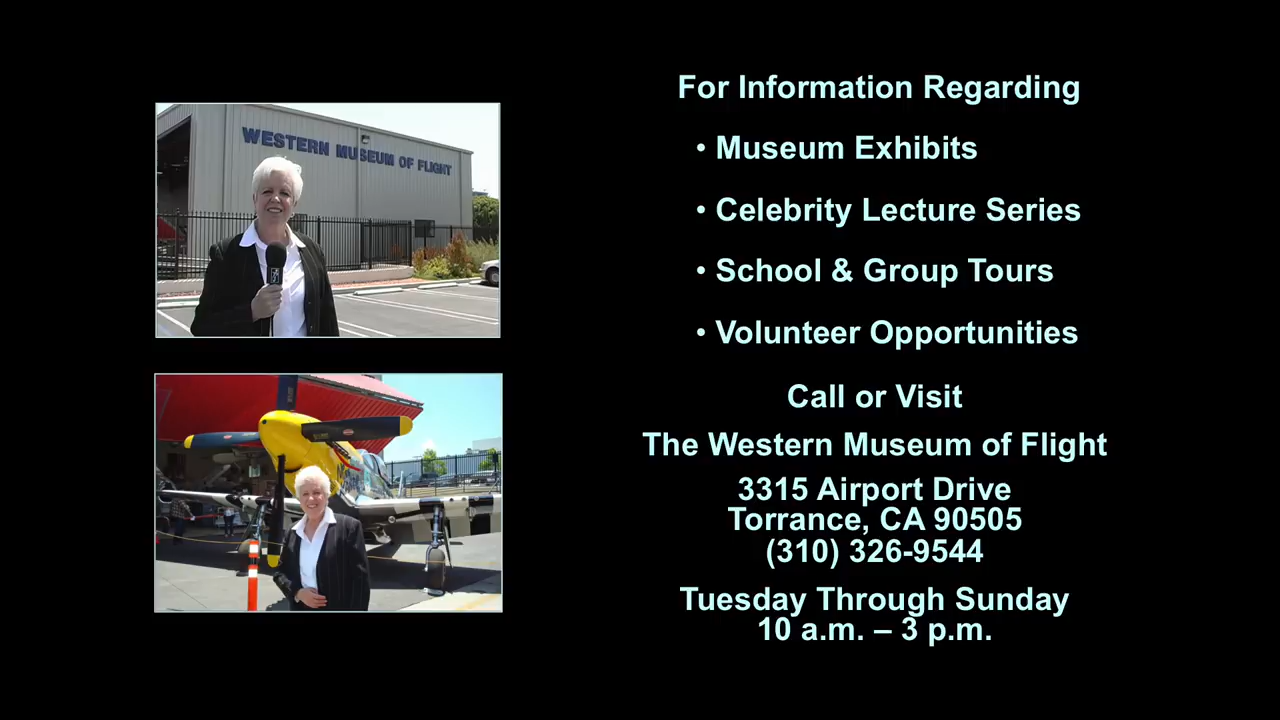 WESTERN MUSEUM OF FLIGHT
For Information Regarding
• Museum Exhibits
• Celebrity Lecture Series
• School & Group Tours
• Volunteer Opportunities
Call or Visit
The Western Museum of Flight
3315 Airport Drive
Torrance, CA 90505
(310) 326-9544
Tuesday Through Sunday
10 a.m. – 3 p.m.